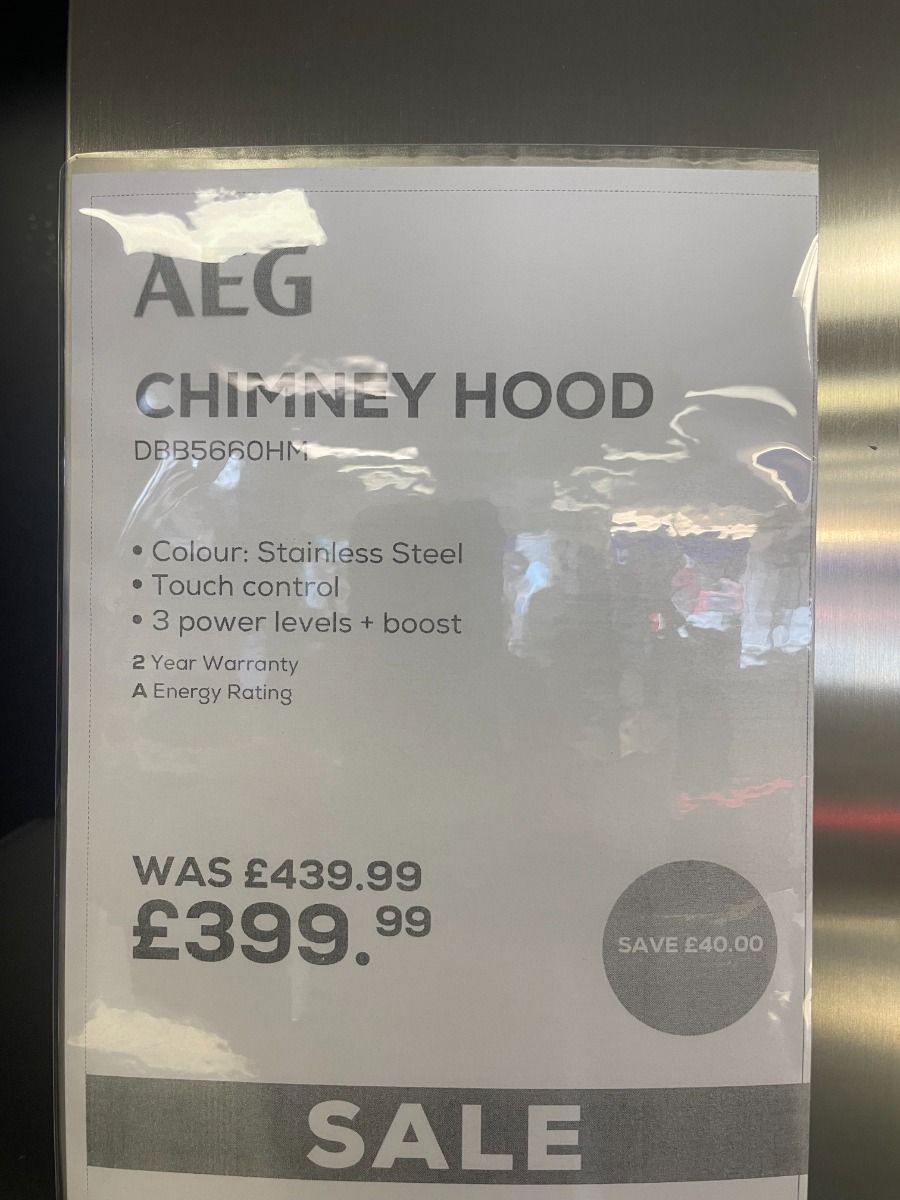 AEG
CHIMNEY HOOD
DBB5660HM
• Colour: Stainless Steel
• Touch control
• 3 power levels + boost
2 Year Warranty
A Energy Rating
WAS £439.99
£399.99
SAVE £40.00
SALE